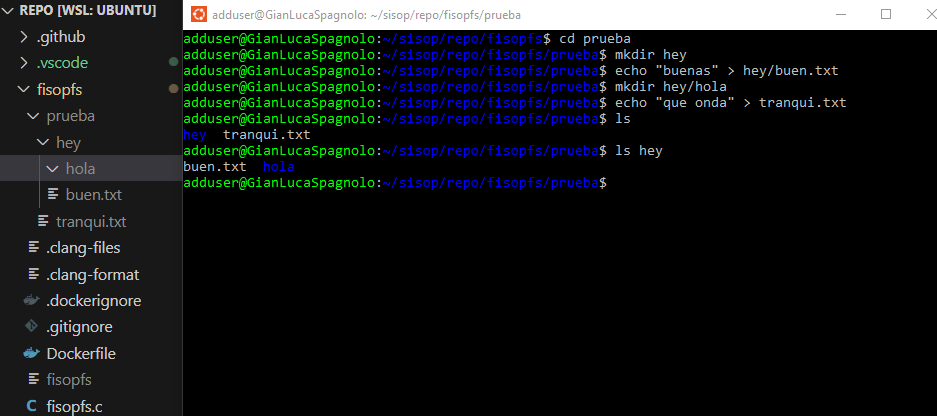 REPO [WSL: UBUNTU]
.github
.vscode
fisopfs
prueba
hey
hola
buen.txt
tranqui.txt
.clang-files
.clang-format
.dockerignore
.gitignore
Dockerfile
fisopfs
fisopfs.c
adduser@GianLucaSpagnolo: ~/sisop/repo/fisopfs/prueba
adduser@GianLucaSpagnolo:~/sisop/repo/fisopfs$ cd prueba
adduser@GianLucaSpagnolo:~/sisop/repo/fisopfs/prueba$ mkdir hey
adduser@GianLucaSpagnolo:~/sisop/repo/fisopfs/prueba$ echo "buenas" > hey/buen.txt
adduser@GianLucaSpagnolo:~/sisop/repo/fisopfs/prueba$ mkdir hey/hola
adduser@GianLucaSpagnolo:~/sisop/repo/fisopfs/prueba$ echo "que onda" > tranqui.txt
adduser@GianLucaSpagnolo:~/sisop/repo/fisopfs/prueba$ ls
hey  tranqui.txt
adduser@GianLucaSpagnolo:~/sisop/repo/fisopfs/prueba$ ls hey
buen.txt  hola
adduser@GianLucaSpagnolo:~/sisop/repo/fisopfs/prueba$